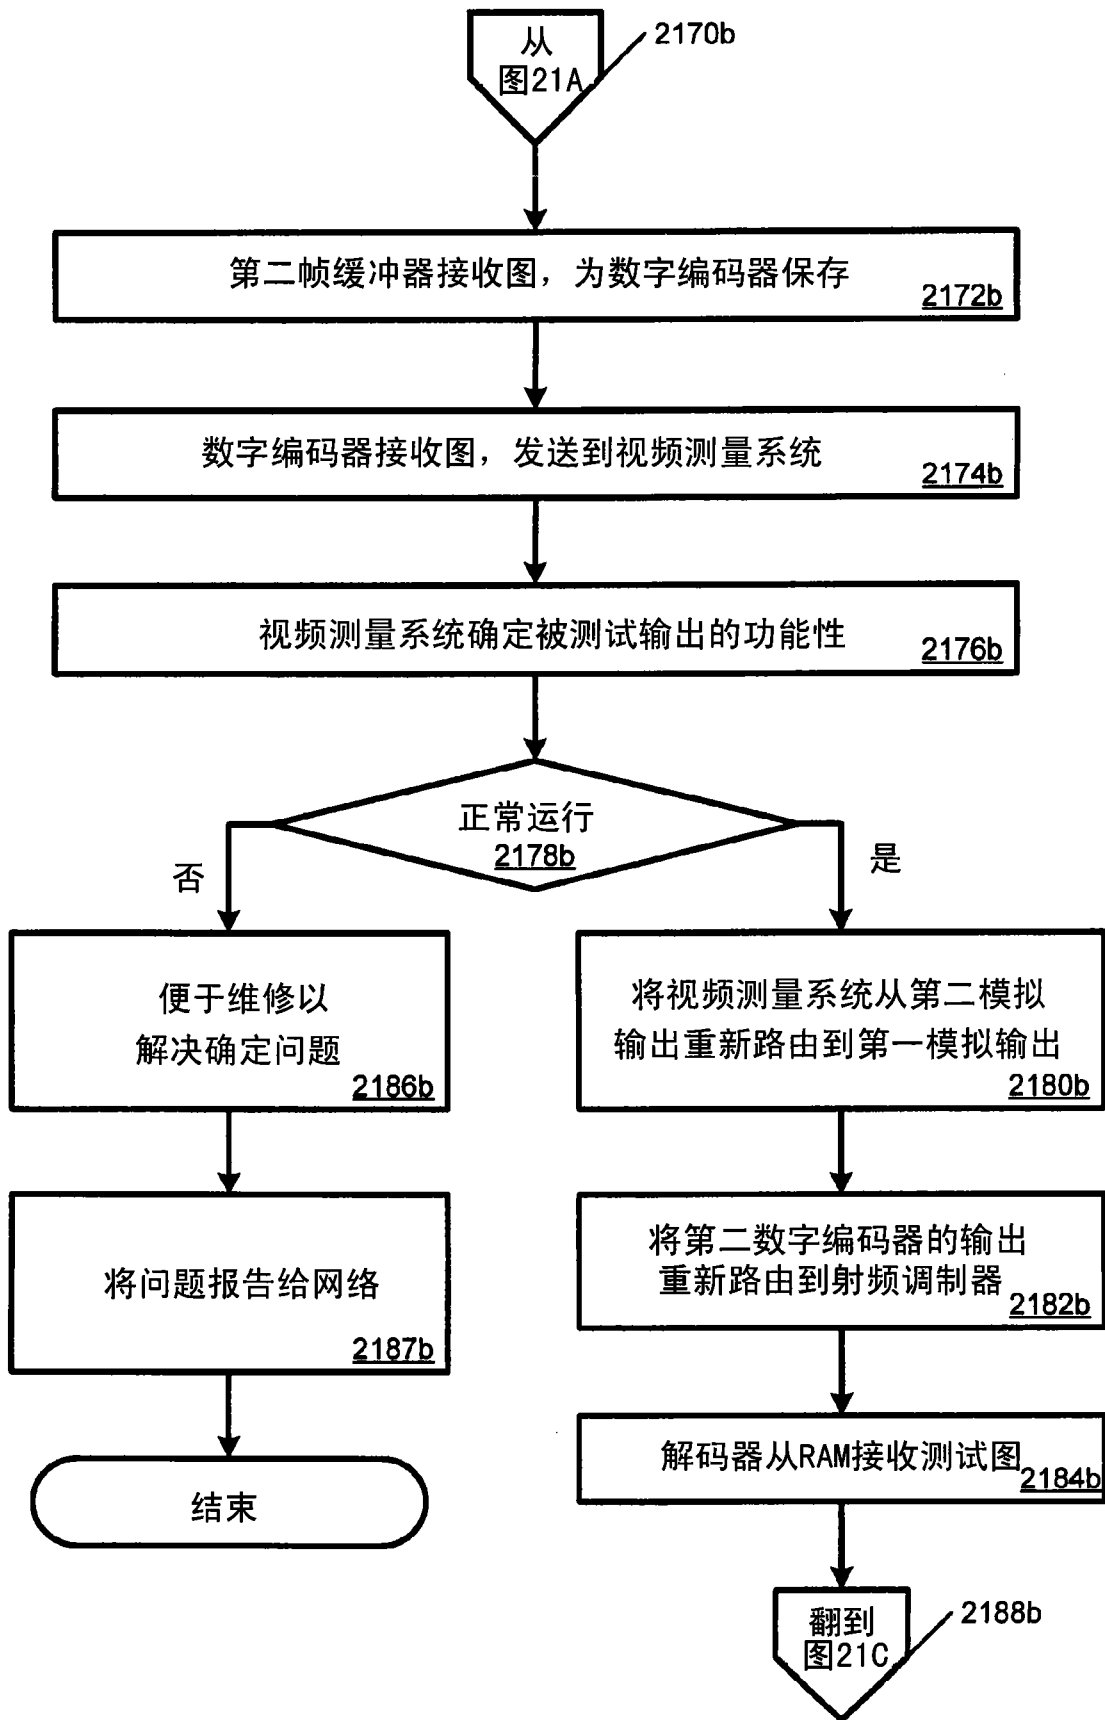 从
图21A
2170b
第二帧缓冲器接收图，为数字编码器保存
2172b
数字编码器接收图，发送到视频测量系统
2174b
视频测量系统确定被测试输出的功能性
2176b
正常运行
2178b
否
是
便于维修以
解决确定问题
2186b
将视频测量系统从第二模拟
输出重新路由到第一模拟输出
2180b
将问题报告给网络
2187b
将第二数字编码器的输出
重新路由到射频调制器
2182b
结束
解码器从RAM接收测试图
2184b
翻到
图21C
2188b